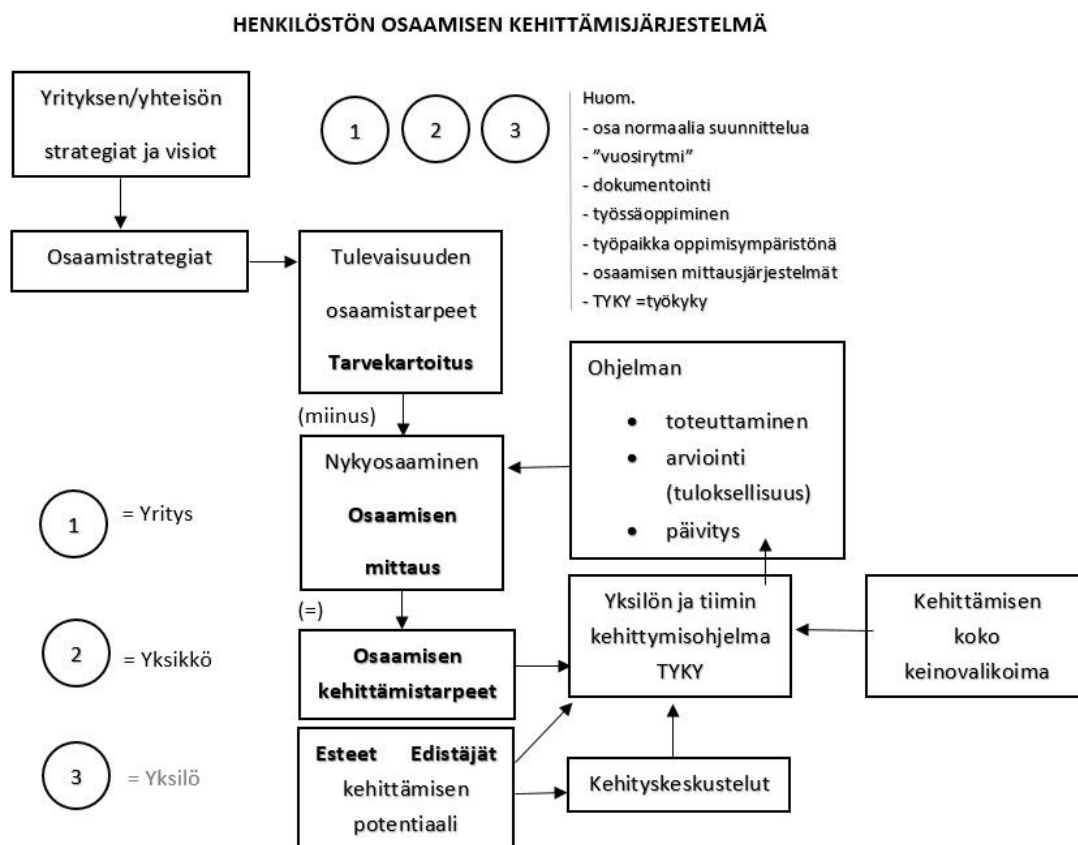 HENKILÖSTÖN OSAAMISEN KEHITTÄMISJÄRJESTELMÄ
Yrityksen/yhteisön
strategiat ja visiot
1
2
3
Huom.
- osa normaalia suunnittelua
- ”vuosirytmi”
- dokumentointi
- työssäoppiminen
- työpaikka oppimisympäristönä
- osaamisen mittausjärjestelmät
- TYKY =työkyky
Osaamistrategiat
Tulevaisuuden
osaamistarpeet
Tarvekartoitus
(miinus)
Nykyosaaminen
Osaamisen
mittaus
(=)
Ohjelman
• toteuttaminen
• arviointi
(tuloksellisuus)
• päivitys
1 = Yritys
2 = Yksikkö
3 = Yksilö
Osaamisen
kehittämistarpeet
Yksilön ja tiimin
kehittymisohjelma
TYKY
Kehittämisen
koko
keinovalikoima
Esteet Edistäjät
kehittämisen
potentiaali
Kehityskeskustelut